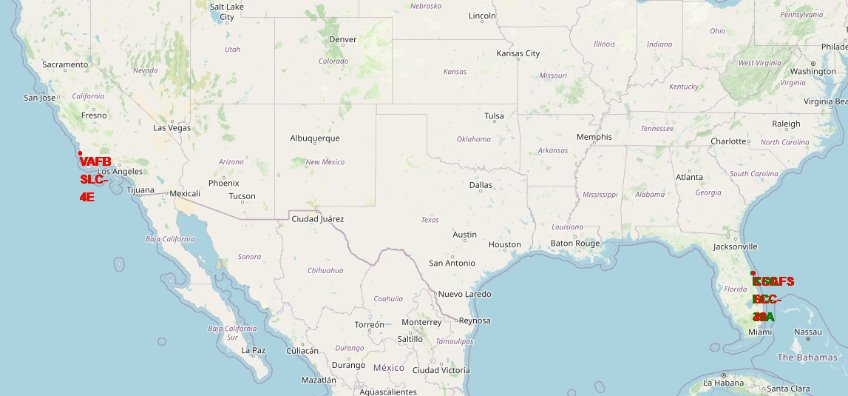 Salt Lake
City
Nebraska
Lincoln
Pennsylvania
Denver
Illinois
Indiana
Ohio
Utah
Kansas City
Philade
Sacramento
Nevada
Colorado
Kansas
Missouri
West Virginia
Washington
San Jose
California
Kentucky
Virginia
Fresno
Virginia Bea
Las Vegas
Tulsa
Raleigh
Albuquerque
Oklahoma
Memphis
Tennessee
Charlotte
North Carolina
VAFB
SLC-
4E
Los Angeles
Arizona
New Mexico
Arkansas
Phoenix
South Carolina
Tijuana
Mexicali
Tucson
Dallas
Mississippi
Alabama
Atlanta
Georgia
Ciudad Juárez
Texas
Louisiana
Baja California
Austin
Houston
Baton Rouge
Jacksonville
Sonora
San Antonio
Chihuahua
Florida
Coahuila
Nuevo Laredo
Baja California
Sur
Torreón
Monterrey
Reynosa
Miami
Nassau
Saltillo
Tamaulipas
La Paz
Culiacán
Durango
Durango
México
Ciudad Victoria
The Bahamas
Mazatlán
La Habana
Santa Clara
Aguascalientes